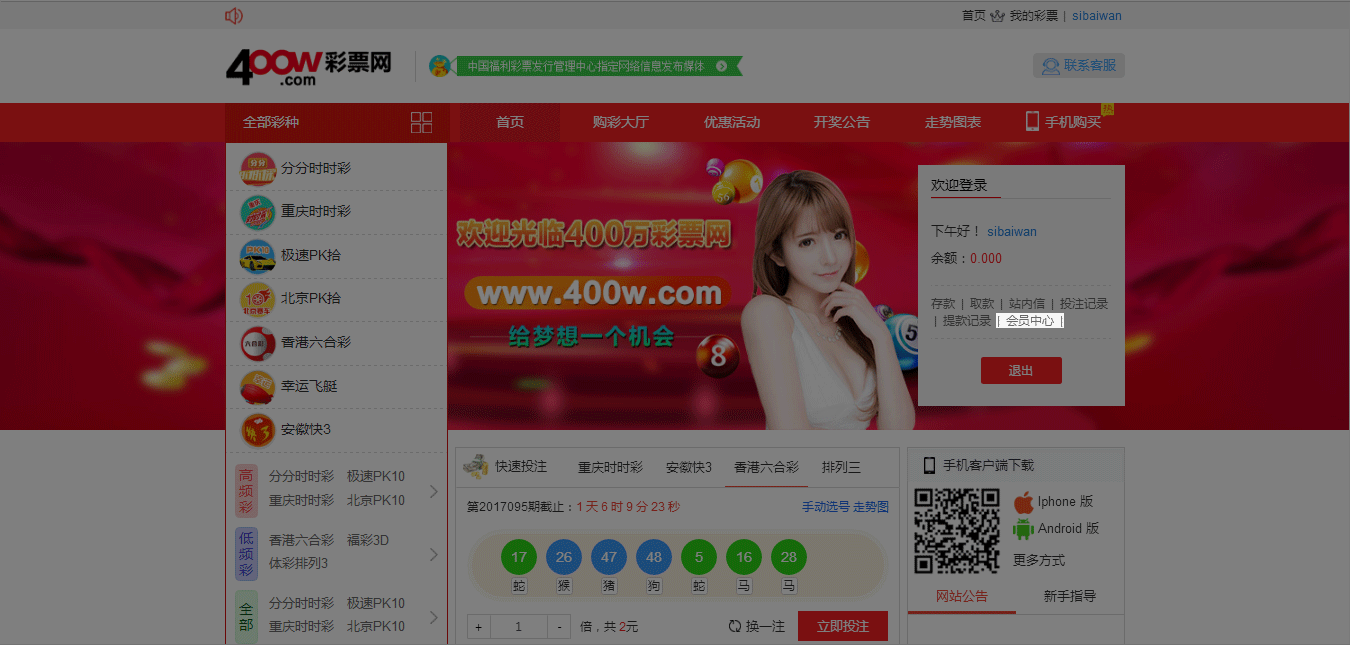 首页 我的彩票 | sibaiwan
400W彩票网
.com
中国福利彩票发行管理中心指定网络信息发布媒体
联系客服
全部彩种 首页 购彩大厅 优惠活动 开奖公告 走势图表 手机购买 热
分分时时彩
重庆时时彩
极速PK拾
北京PK拾
香港六合彩
幸运飞艇
安徽快3
高频彩
分分时时彩 极速PK10
重庆时时彩 北京PK10
低频彩
香港六合彩 福彩3D
体彩排列3
全部
分分时时彩 极速PK10
重庆时时彩 北京PK10
欢迎光临400万彩票网
www.400w.com
给梦想一个机会
8
5
欢迎登录
下午好！ sibaiwan
余额：0.000
存款 | 取款 | 站内信 | 投注记录
| 提款记录 | 会员中心 |
退出
快速投注 重庆时时彩 安徽快3 香港六合彩 排列三
第2017095期截止：1 天 6 时 9 分 23 秒 手动选号 走势图
17 26 47 48 5 16 28
蛇 猴 猪 狗 蛇 马 马
+ 1 - 倍，共 2元 换一注 立即投注
手机客户端下载
Iphone 版
Android 版
更多方式
网站公告 新手指导